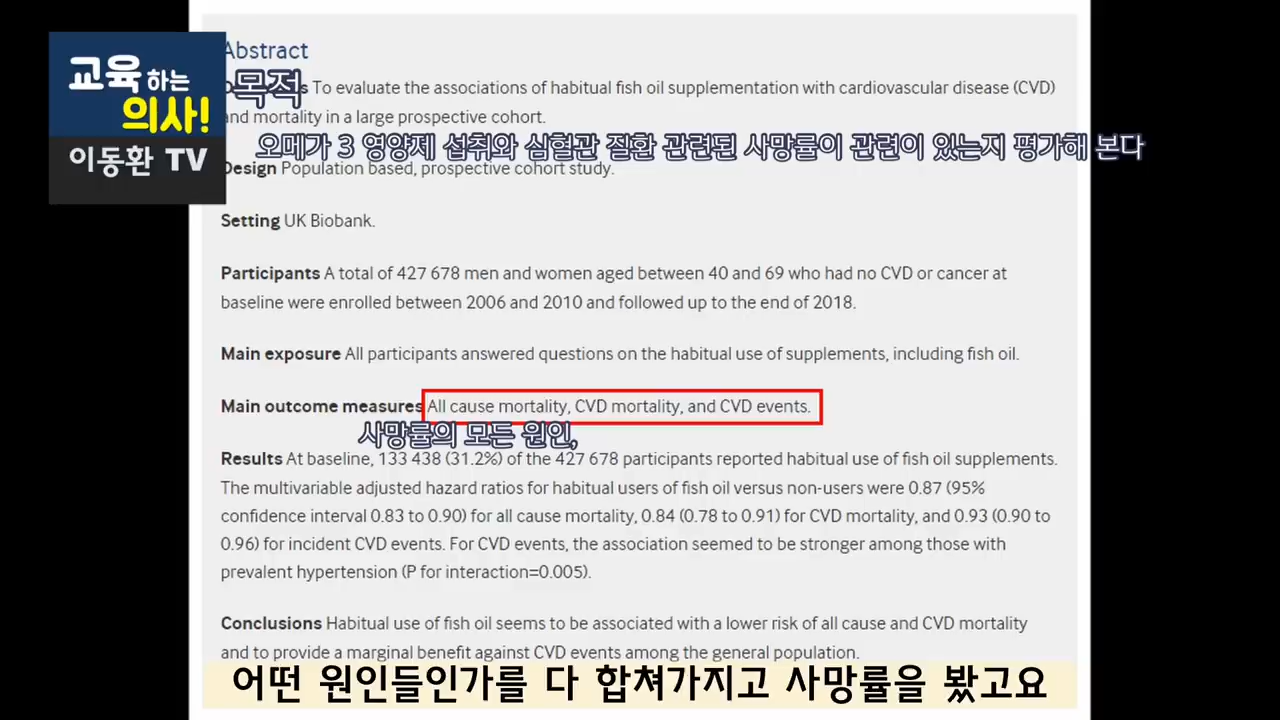 교육 하는
의사!
이동환 TV
Abstract
목적
To evaluate the associations of habitual fish oil supplementation with cardiovascular disease (CVD)
and mortality in a large prospective cohort.
오메가 3 영양제 섭취와 심혈관 질환 관련된 사망률이 관련이 있는지 평가해 본다
Design Population based, prospective cohort study.
Setting UK Biobank.
Participants A total of 427 678 men and women aged between 40 and 69 who had no CVD or cancer at
baseline were enrolled between 2006 and 2010 and followed up to the end of 2018.
Main exposure All participants answered questions on the habitual use of supplements, including fish oil.
Main outcome measures All cause mortality, CVD mortality, and CVD events.
사망률의 모든 원인,
Results At baseline, 133 438 (31.2%) of the 427 678 participants reported habitual use of fish oil supplements.
The multivariable adjusted hazard ratios for habitual users of fish oil versus non-users were 0.87 (95%
confidence interval 0.83 to 0.90) for all cause mortality, 0.84 (0.78 to 0.91) for CVD mortality, and 0.93 (0.90 to
0.96) for incident CVD events. For CVD events, the association seemed to be stronger among those with
prevalent hypertension (P for interaction=0.005).
Conclusions Habitual use of fish oil seems to be associated with a lower risk of all cause and CVD mortality
and to provide a marginal benefit against CVD events among the general population.
어떤 원인들인가를 다 합쳐가지고 사망률을 봤고요